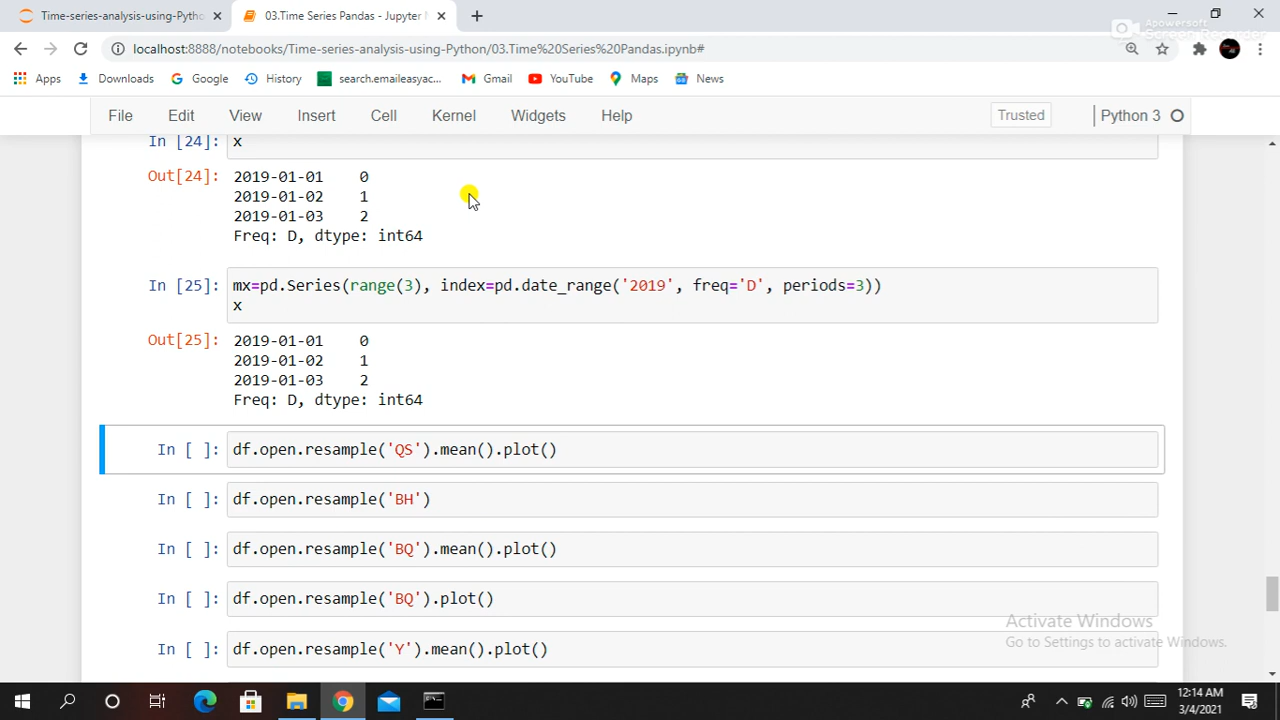 Time-series-analysis-using-Pytho
03.Time Series Pandas - Jupyter
Apowersoft
Screen Recorder
localhost:8888/notebooks/Time-series-analysis-using-Python/03.Time%20Series%20Pandas.ipynb#
Apps Downloads Google History search.emaileasyac... Gmail YouTube Maps News
File Edit View Insert Cell Kernel Widgets Help Trusted Python 3
In [24]: x
Out[24]: 2019-01-01 0
2019-01-02 1
2019-01-03 2
Freq: D, dtype: int64
In [25]: mx=pd.Series(range(3), index=pd.date_range('2019', freq='D', periods=3))
x
Out[25]: 2019-01-01 0
2019-01-02 1
2019-01-03 2
Freq: D, dtype: int64
In [ ]: df.open.resample('QS').mean().plot()
In [ ]: df.open.resample('BH')
In [ ]: df.open.resample('BQ').mean().plot()
In [ ]: df.open.resample('BQ').plot()
Activate Windows
Go to Settings to activate Windows.
In [ ]: df.open.resample('Y').mean().plot()
12:14 AM
3/4/2021